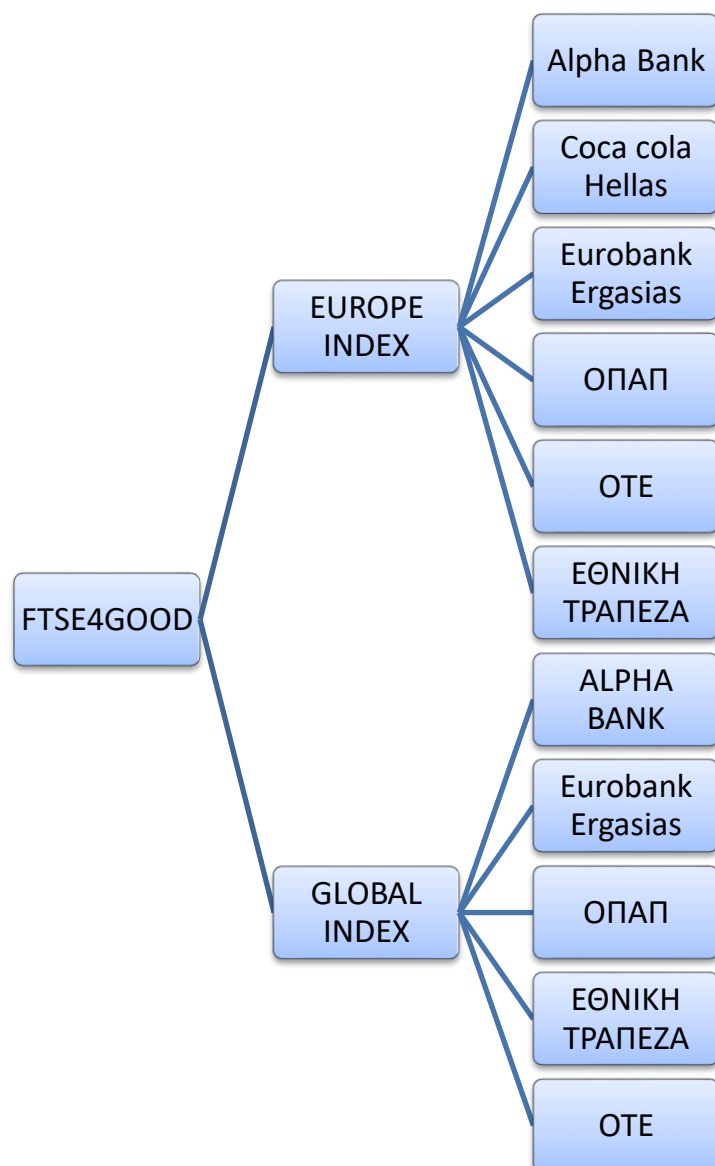 Alpha Bank
Coca cola
Hellas
Eurobank
Ergasias
EUROPE
INDEX
ΟΠΑΠ
ΟΤΕ
ΕΘΝΙΚΗ
ΤΡΑΠΕΖΑ
FTSE4GOOD
ALPHA
BANK
Eurobank
Ergasias
GLOBAL
INDEX
ΟΠΑΠ
ΕΘΝΙΚΗ
ΤΡΑΠΕΖΑ
ΟΤΕ